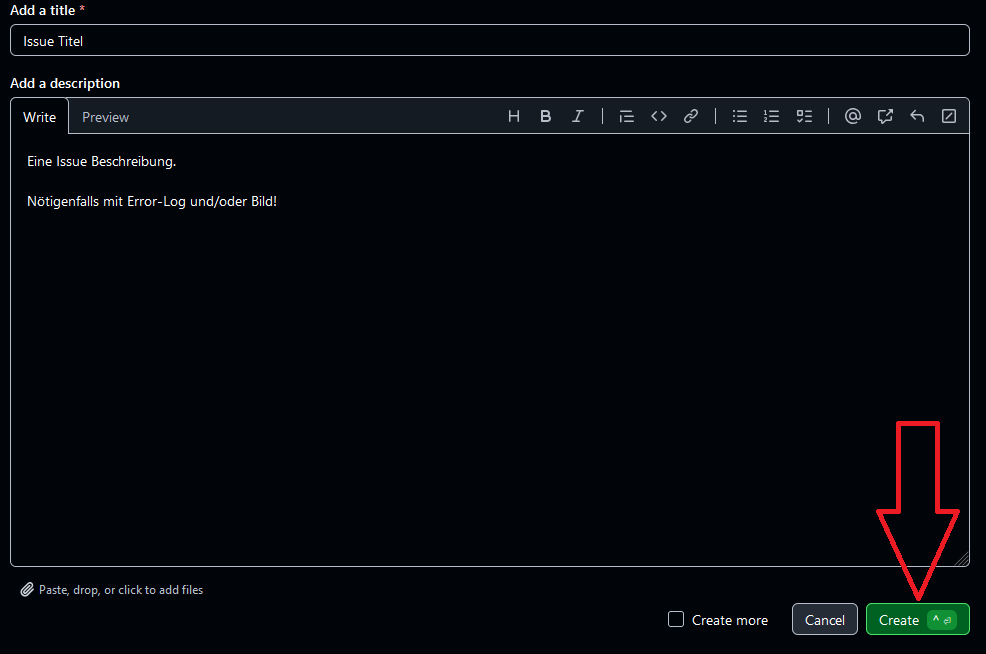 Add a title *
Issue Titel
Add a description
Write Preview
Eine Issue Beschreibung.
Nötigenfalls mit Error-Log und/oder Bild!
Paste, drop, or click to add files
Create more Cancel Create ^ ⏎